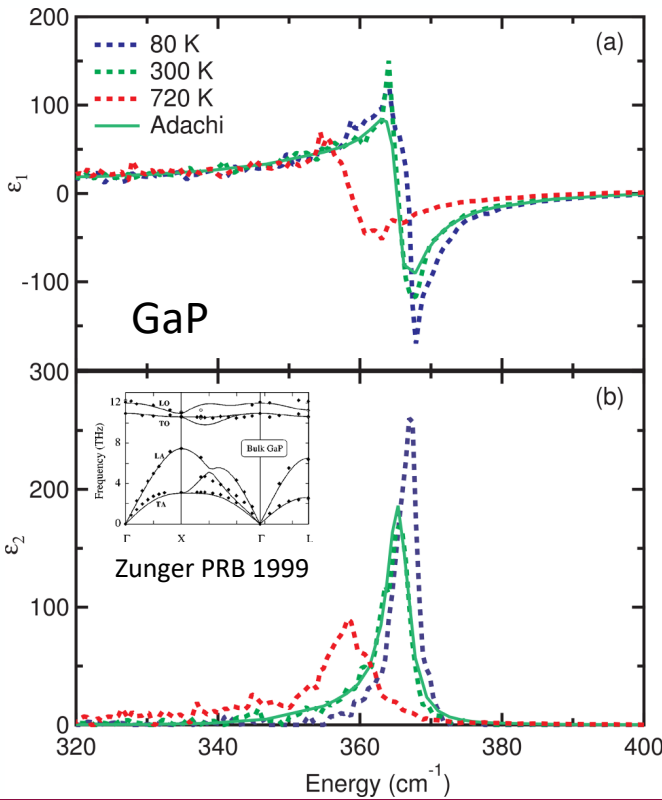 200
(a)
80 K
300 K
720 K
Adachi
100
ε1
0
-100
GaP
300
(b)
12
LO
TO
Frequency (THz)
8
LA
Bulk GaP
4
TA
0
Γ X Γ L
Zunger PRB 1999
200
ε2
100
0
320 340 360 380 400
Energy (cm-1)